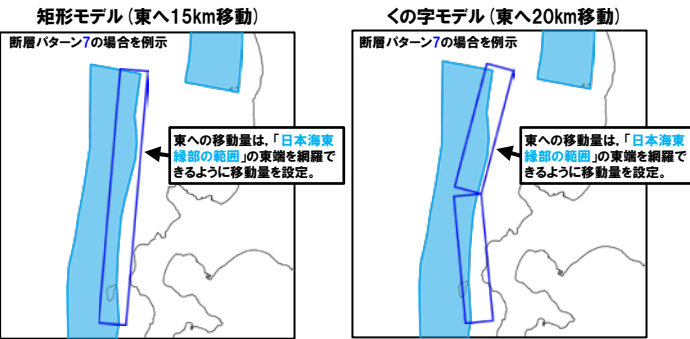 矩形モデル(東へ15km移動)
断層パターン7の場合を例示
東への移動量は,「日本海東
縁部の範囲」の東端を網羅で
きるように移動量を設定。
くの字モデル(東へ20km移動)
断層パターン7の場合を例示
東への移動量は,「日本海東
縁部の範囲」の東端を網羅で
きるように移動量を設定。